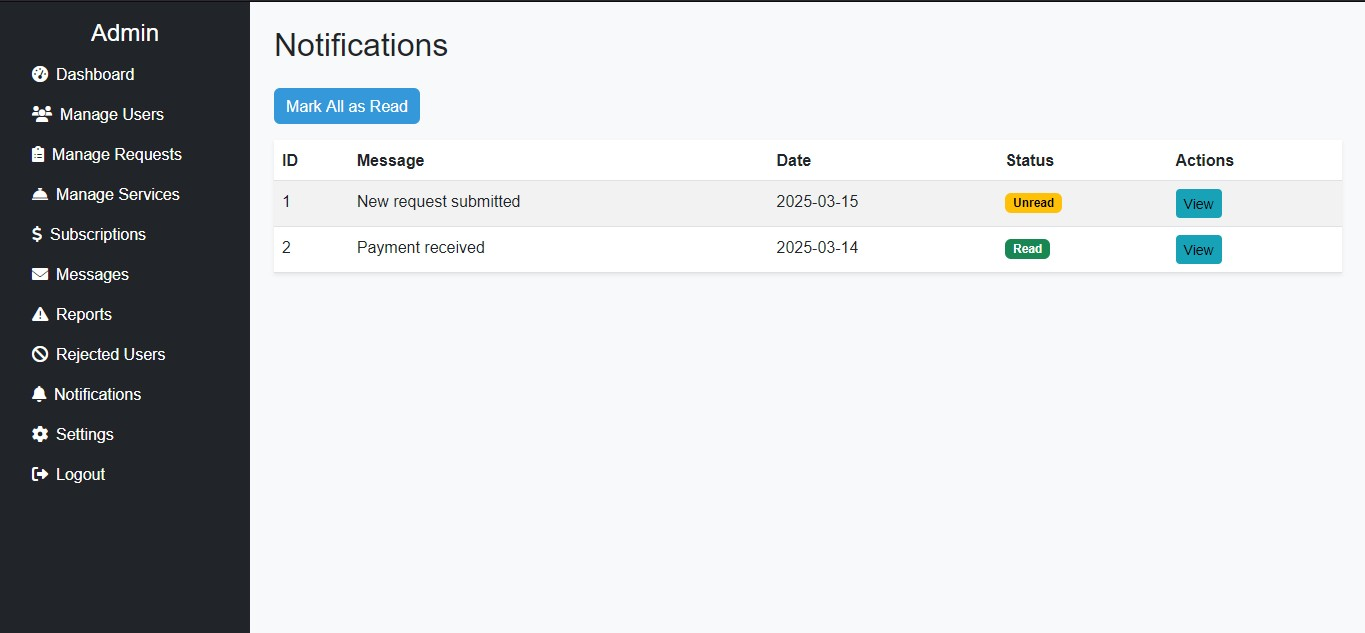 Admin
Dashboard
Manage Users
Manage Requests
Manage Services
Subscriptions
Messages
Reports
Rejected Users
Notifications
Settings
Logout
Notifications
Mark All as Read
ID Message Date Status Actions
1 New request submitted 2025-03-15 Unread View
2 Payment received 2025-03-14 Read View